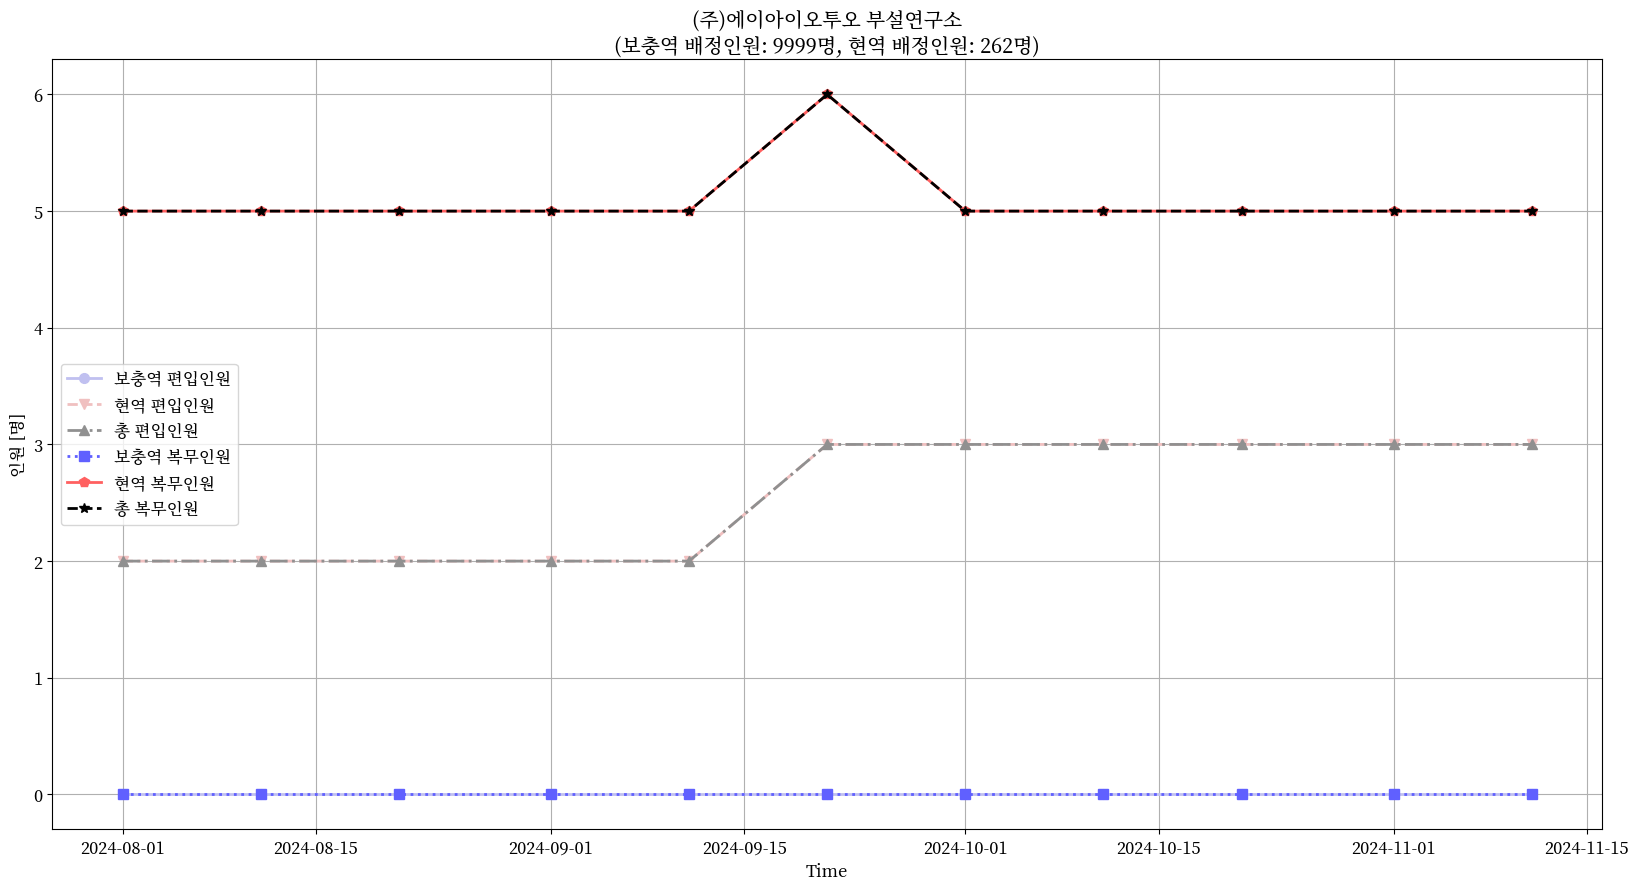 (주)에이아이오투오 부설연구소
(보충역 배정인원: 9999명, 현역 배정인원: 262명)
6
5
4
3
2
1
0
인원 [명]
보충역 편입인원
현역 편입인원
총 편입인원
보충역 복무인원
현역 복무인원
총 복무인원
2024-08-01 2024-08-15 2024-09-01 2024-09-15 2024-10-01 2024-10-15 2024-11-01 2024-11-15
Time